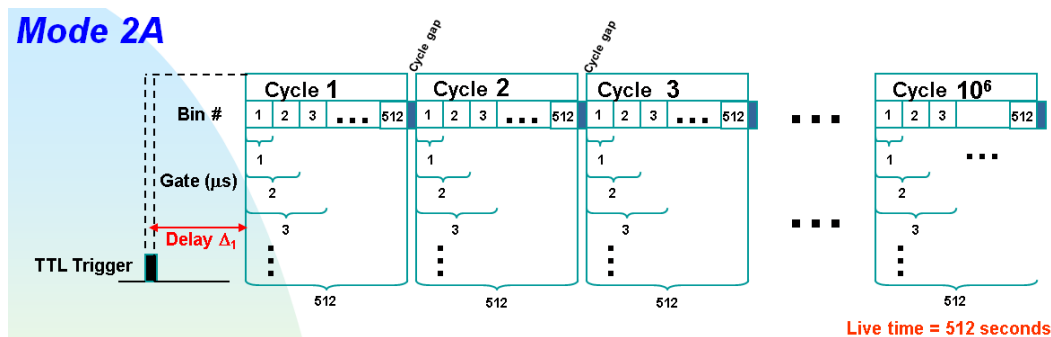 Mode 2A
Cycle gap
Cycle gap
Cycle 1
Cycle 2
Cycle 3
Cycle 10⁶
Bin #
1 2 3 ... 512
1 2 3 ... 512
1 2 3 ... 512
...
1 2 3 512
Gate (μs)
1
1
1
1
...
2
2
2
2
3
3
3
...
3
Delay Δ₁
TTL Trigger
512
512
512
512
Live time = 512 seconds